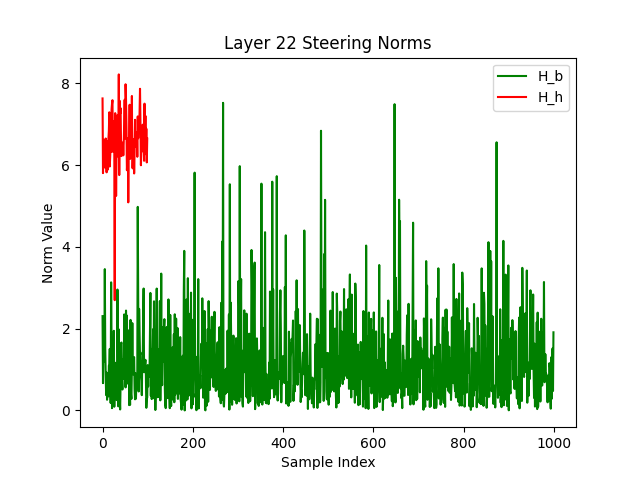 Layer 22 Steering Norms
H_b
H_h
Norm Value
8
6
4
2
0
0 200 400 600 800 1000
Sample Index